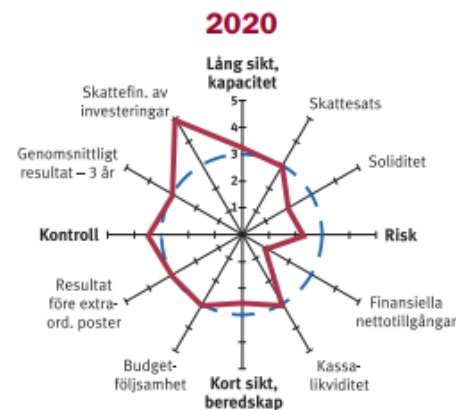 2020
Lång sikt,
kapacitet
Skattefin. av
investeringar
Skattesats
5
4
3
2
1
Genomsnittligt
resultat – 3 år
Soliditet
Kontroll
Risk
Resultat
före extra-
ord. poster
Finansiella
nettotillgångar
Budget-
följsamhet
Kassa-
likviditet
Kort sikt,
beredskap